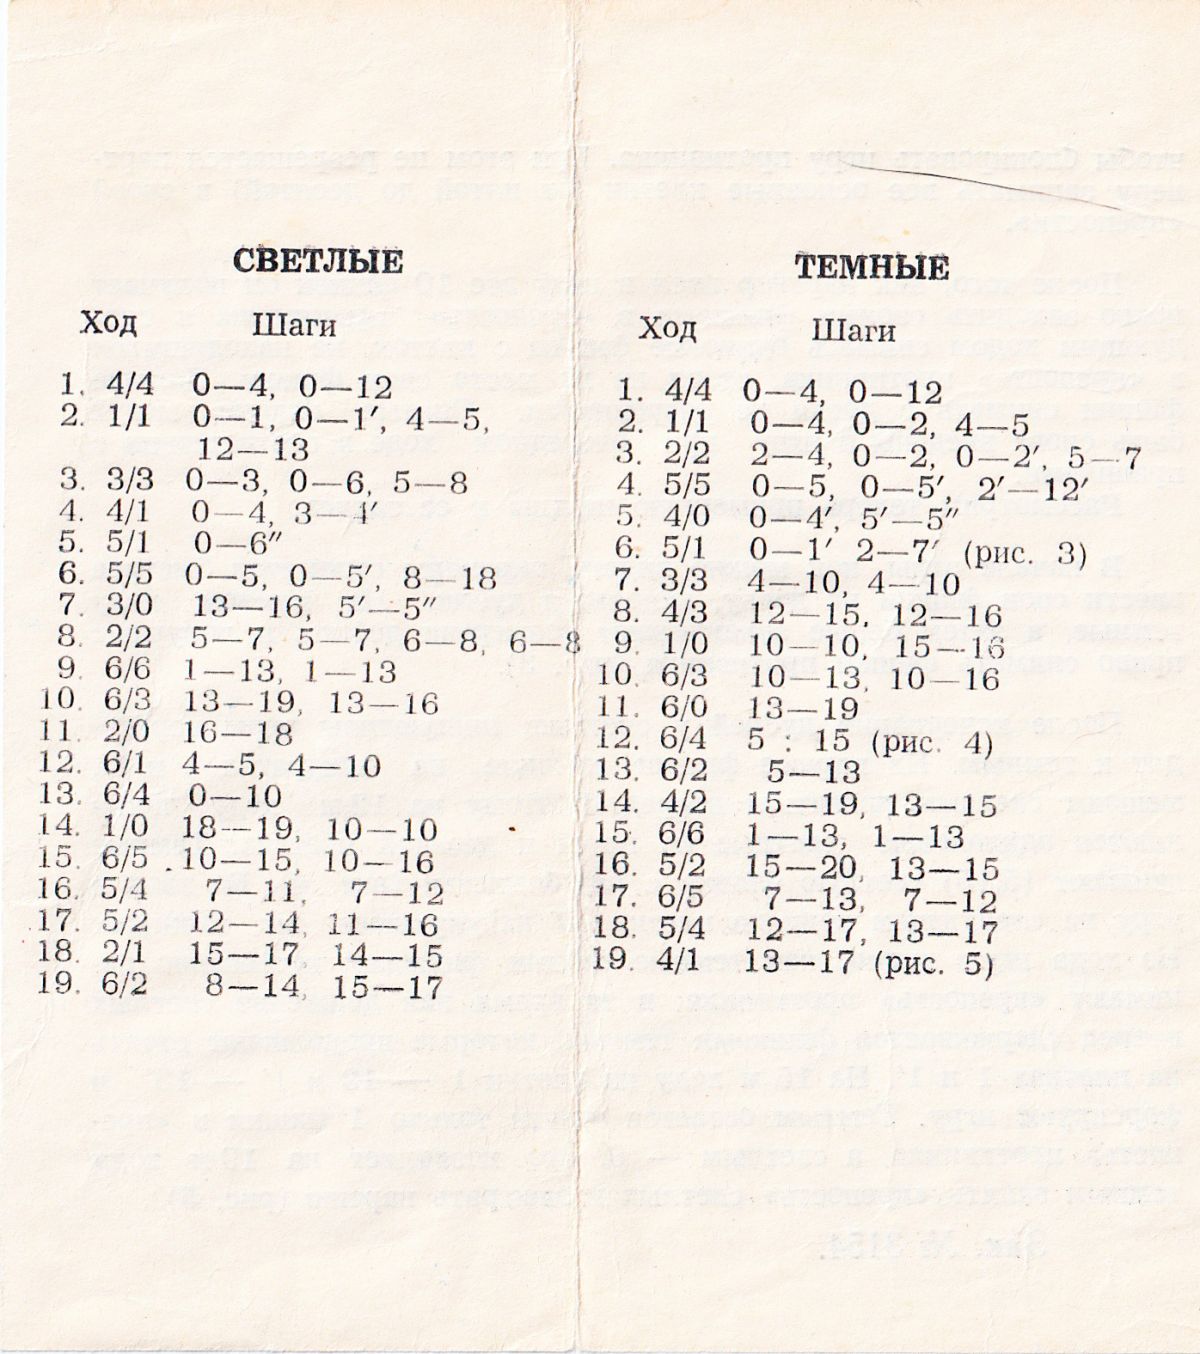 СВЕТЛЫЕ
Ход Шаги
1. 4/4 0—4, 0—12
2. 1/1 0—1, 0—1′, 4—5,
12—13
3. 3/3 0—3, 0—6, 5—8
4. 4/1 0—4, 3—4′
5. 5/1 0—6″
6. 5/5 0—5, 0—5′, 8—18
7. 3/0 13—16, 5′—5″
8. 2/2 5—7, 5—7, 6—8, 6—8
9. 6/6 1—13, 1—13
10. 6/3 13—19, 13—16
11. 2/0 16—18
12. 6/1 4—5, 4—10
13. 6/4 0—10
14. 1/0 18—19, 10—10
15. 6/5 10—15, 10—16
16. 5/4 7—11, 7—12
17. 5/2 12—14, 11—16
18. 2/1 15—17, 14—15
19. 6/2 8—14, 15—17
ТЕМНЫЕ
Ход Шаги
1. 4/4 0—4, 0—12
2. 1/1 0—4, 0—2, 4—5
3. 2/2 2—4, 0—2, 0—2′, 5—7
4. 5/5 0—5, 0—5′, 2′—12′
5. 4/0 0—4′, 5′—5″
6. 5/1 0—1′ 2—7′ (рис. 3)
7. 3/3 4—10, 4—10
8. 4/3 12—15, 12—16
9. 1/0 10—10, 15—16
10. 6/3 10—13, 10—16
11. 6/0 13—19
12. 6/4 5 : 15 (рис. 4)
13. 6/2 5—13
14. 4/2 15—19, 13—15
15. 6/6 1—13, 1—13
16. 5/2 15—20, 13—15
17. 6/5 7—13, 7—12
18. 5/4 12—17, 13—17
19. 4/1 13—17 (рис. 5)